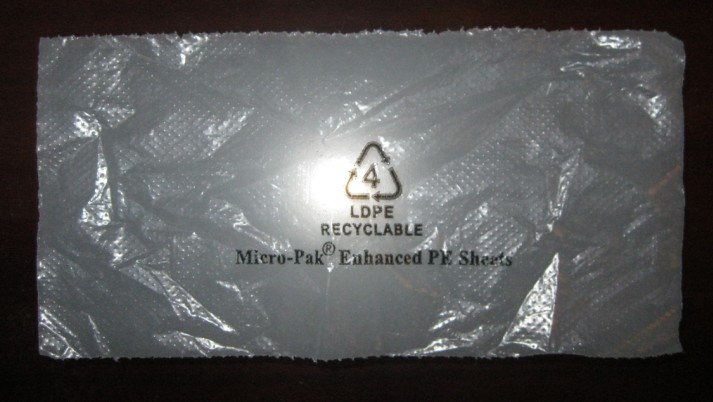 4
LDPE
RECYCLABLE
Micro-Pak® Enhanced PE Sheets